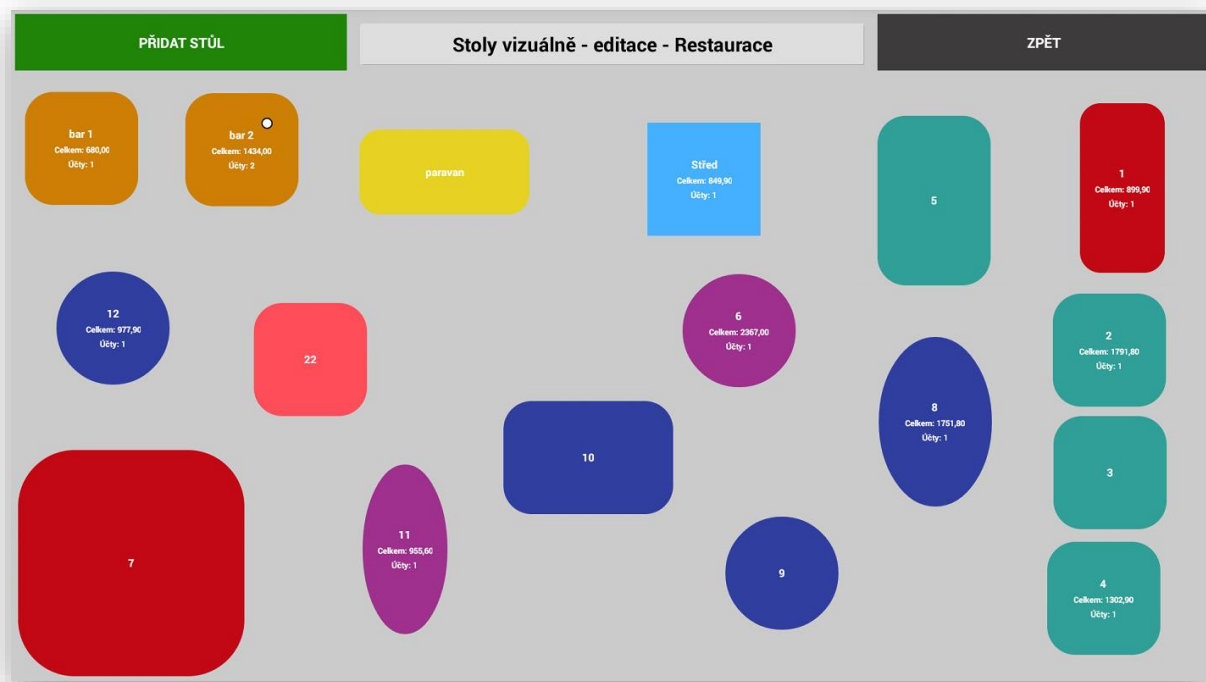 PŘIDAT STŮL
Stoly vizuálně - editace - Restaurace
ZPĚT
bar 1
Celkem: 680,00
Účty: 1
bar 2
Celkem: 1434,00
Účty: 2
paravan
Střed
Celkem: 849,90
Účty: 1
5
1
Celkem: 899,90
Účty: 1
12
Celkem: 977,90
Účty: 1
22
6
Celkem: 2367,00
Účty: 1
2
Celkem: 1791,80
Účty: 1
8
Celkem: 1751,80
Účty: 1
10
3
7
11
Celkem: 955,60
Účty: 1
9
4
Celkem: 1302,90
Účty: 1